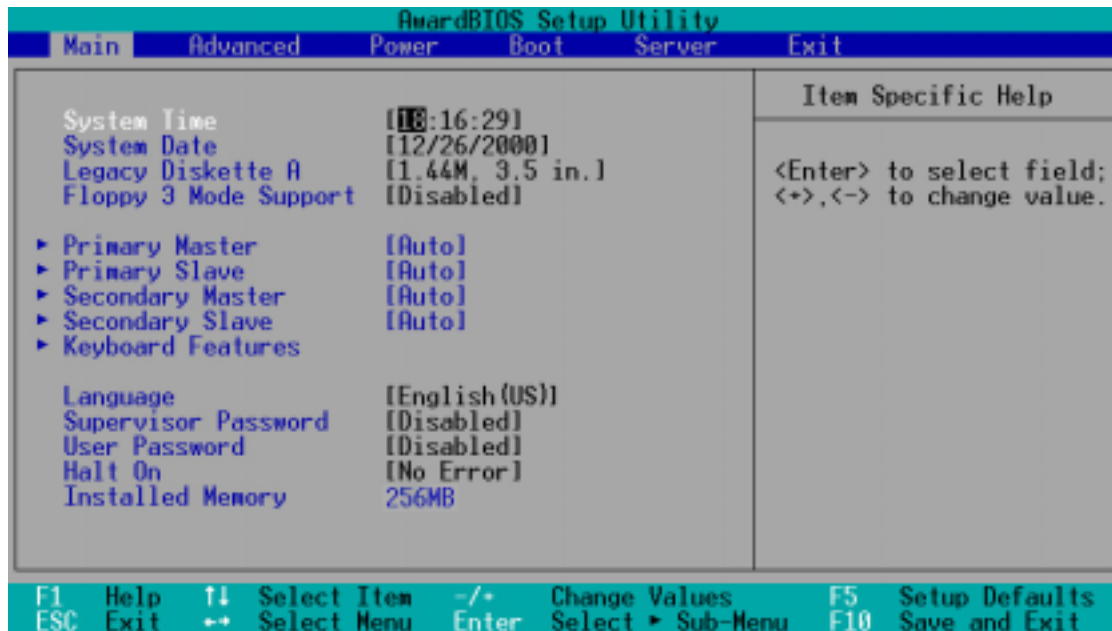 AwardBIOS Setup Utility
Main Advanced Power Boot Server Exit
Item Specific Help
System Time [18:16:29]
System Date [12/26/2000]
Legacy Diskette A [1.44M, 3.5 in.]
Floppy 3 Mode Support [Disabled]
<Enter> to select field;
<+>,<-> to change value.
▶ Primary Master [Auto]
▶ Primary Slave [Auto]
▶ Secondary Master [Auto]
▶ Secondary Slave [Auto]
▶ Keyboard Features
Language [English(US)]
Supervisor Password [Disabled]
User Password [Disabled]
Halt On [No Error]
Installed Memory 256MB
F1 Help ↑↓ Select Item -/+ Change Values F5 Setup Defaults
ESC Exit ←→ Select Menu Enter Select ▶ Sub-Menu F10 Save and Exit